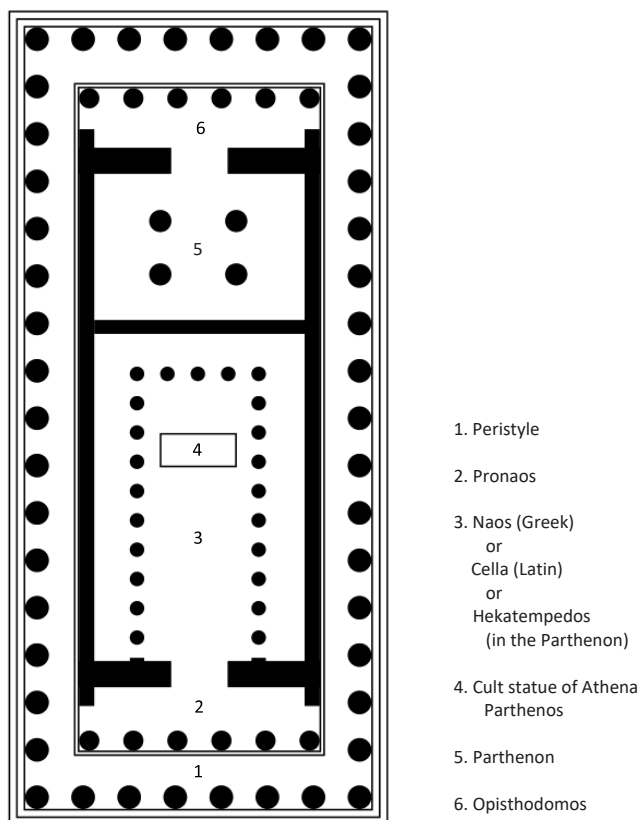 6
5
4
3
2
1
1. Peristyle
2. Pronaos
3. Naos (Greek)
or
Cella (Latin)
or
Hekatempedos
(in the Parthenon)
4. Cult statue of Athena
Parthenos
5. Parthenon
6. Opisthodomos